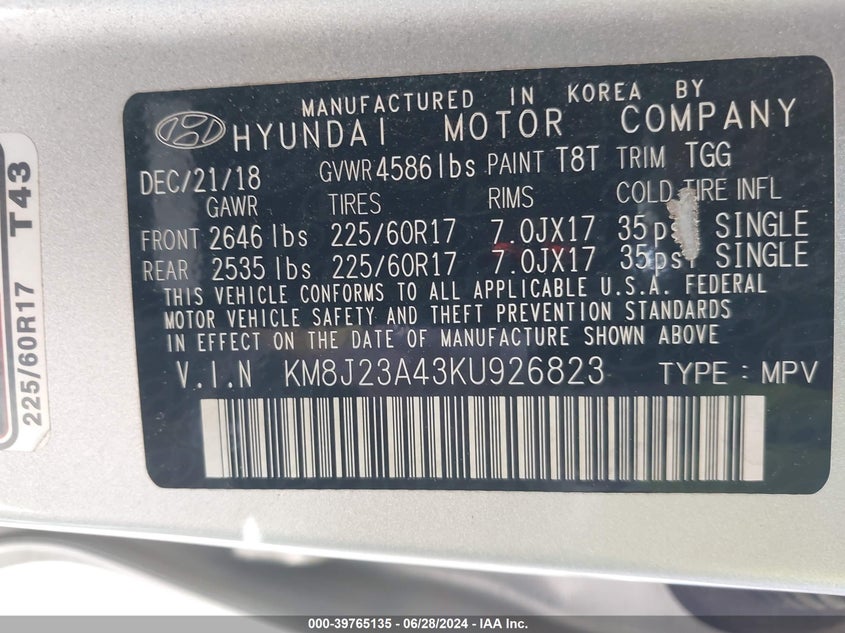 MANUFACTURED IN KOREA BY
HYUNDAI MOTOR COMPANY
DEC/21/18 GVWR 4586lbs PAINT T8T TRIM TGG
GAWR TIRES RIMS COLD TIRE INFL
FRONT 2646 lbs 225/60R17 7.0JX17 35psi SINGLE
REAR 2535 lbs 225/60R17 7.0JX17 35psi SINGLE
THIS VEHICLE CONFORMS TO ALL APPLICABLE U.S.A. FEDERAL
MOTOR VEHICLE SAFETY AND THEFT PREVENTION STANDARDS
IN EFFECT ON THE DATE OF MANUFACTURE SHOWN ABOVE
V.I.N KM8J23A43KU926823 TYPE : MPV
225/60R17 T43
000-39765135 - 06/28/2024 - IAA Inc.